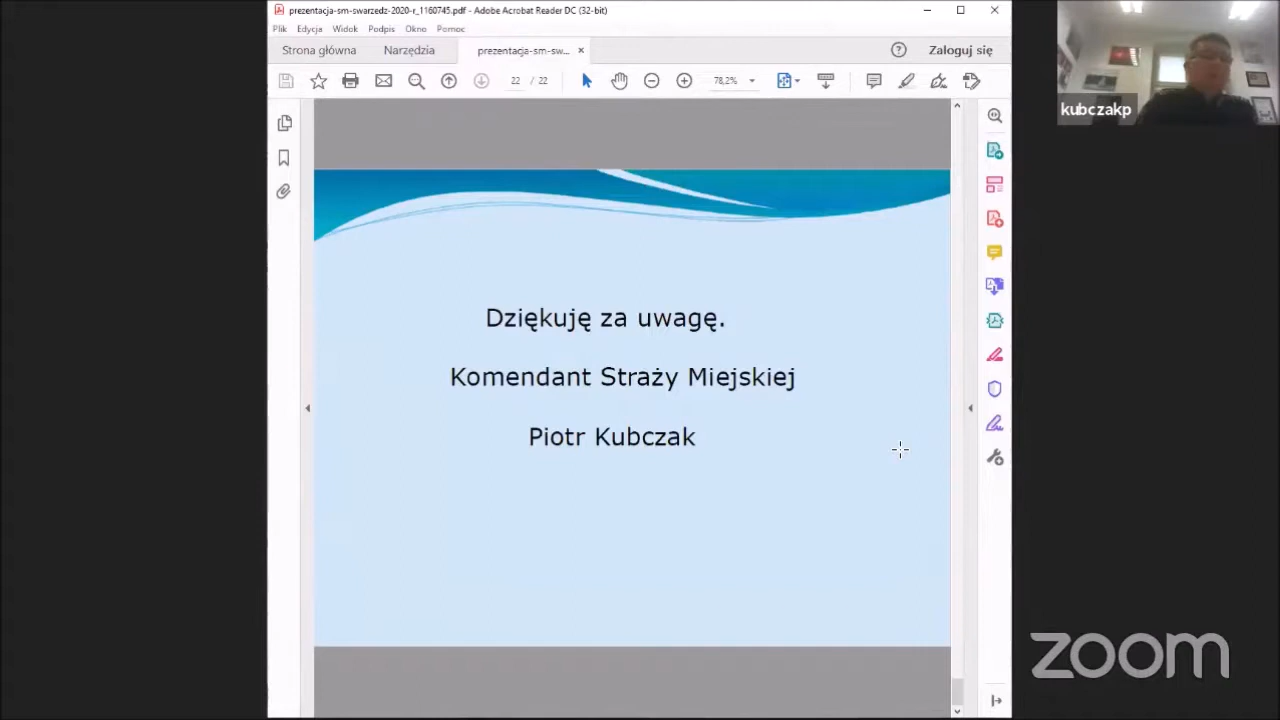 prezentacja-sm-swarzedz-2020-r_1160745.pdf - Adobe Acrobat Reader DC (32-bit)
Plik Edycja Widok Podpis Okno Pomoc
Strona główna Narzędzia prezentacja-sm-sw... Zaloguj się
22 / 22 78,2%
kubczakp
Dziękuję za uwagę.
Komendant Straży Miejskiej
Piotr Kubczak
zoom